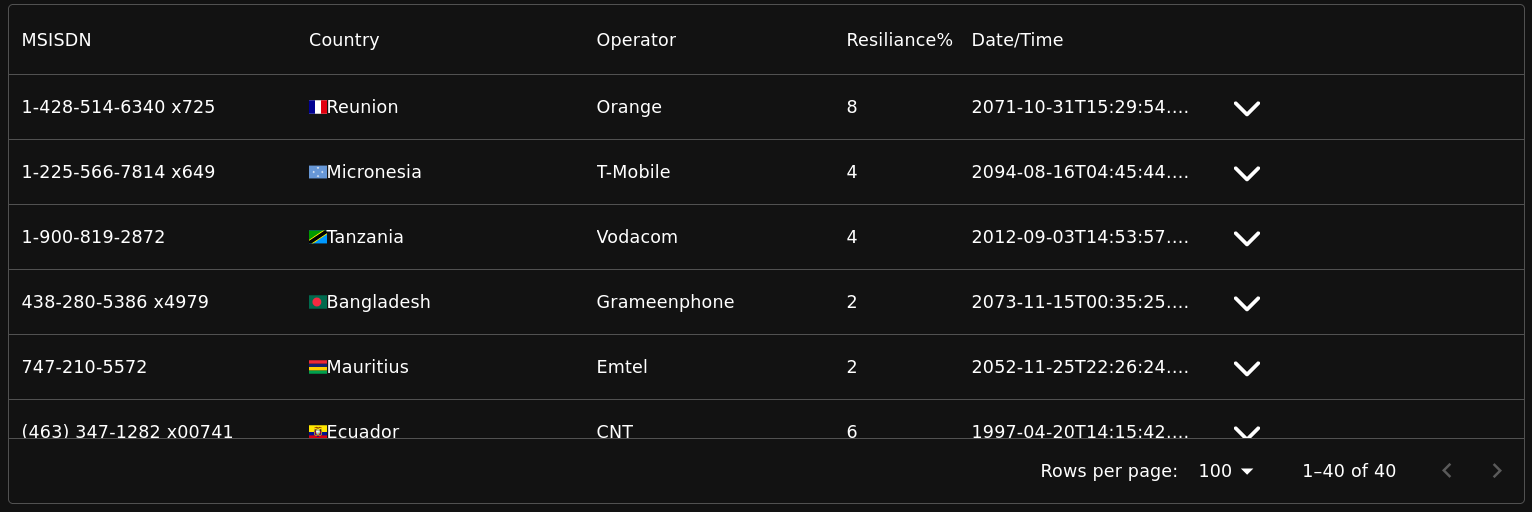 MSISDN Country Operator Resiliance% Date/Time
1-428-514-6340 x725 Reunion Orange 8 2071-10-31T15:29:54....
1-225-566-7814 x649 Micronesia T-Mobile 4 2094-08-16T04:45:44....
1-900-819-2872 Tanzania Vodacom 4 2012-09-03T14:53:57....
438-280-5386 x4979 Bangladesh Grameenphone 2 2073-11-15T00:35:25....
747-210-5572 Mauritius Emtel 2 2052-11-25T22:26:24....
(463) 347-1282 x00741 Ecuador CNT 6 1997-04-20T14:15:42....
Rows per page: 100 1–40 of 40